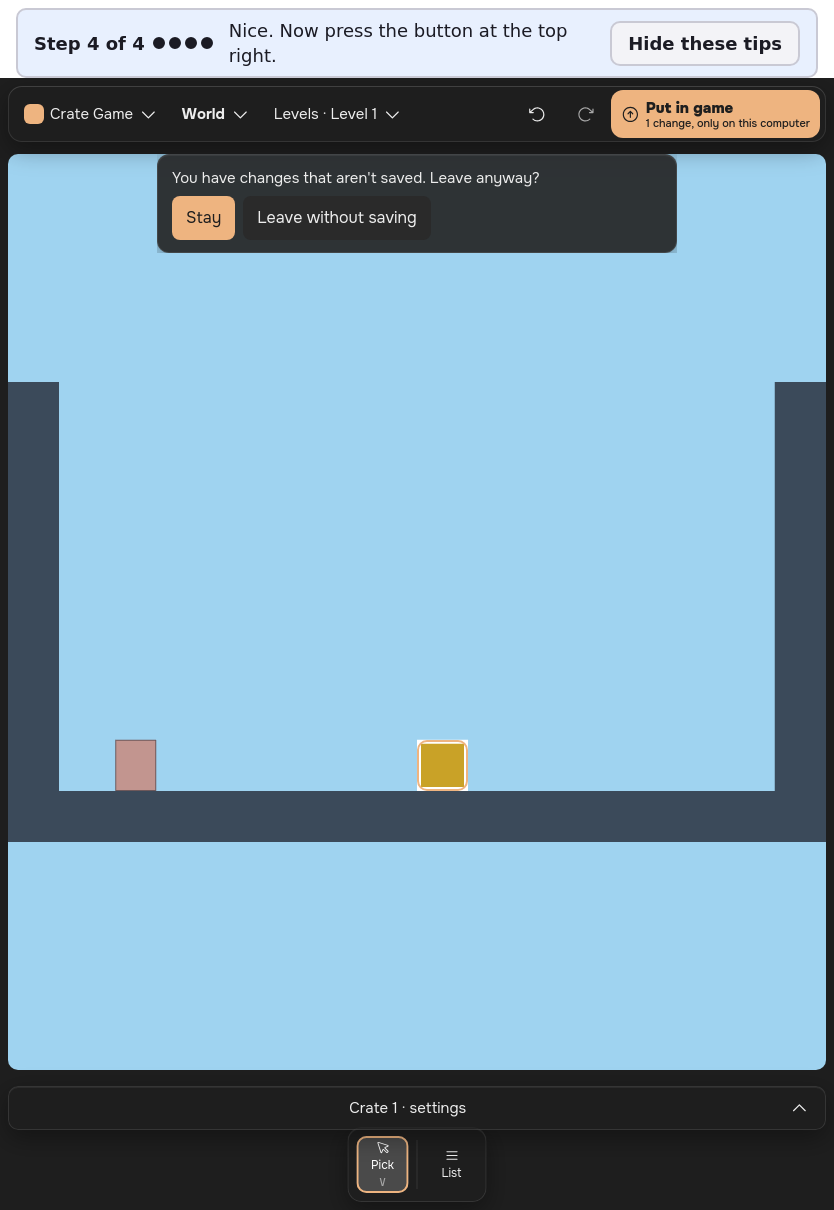 Step 4 of 4
Nice. Now press the button at the top
right.
Hide these tips
Crate Game
World
Levels · Level 1
Put in game
1 change, only on this computer
You have changes that aren't saved. Leave anyway?
Stay
Leave without saving
Crate 1 · settings
Pick
V
List